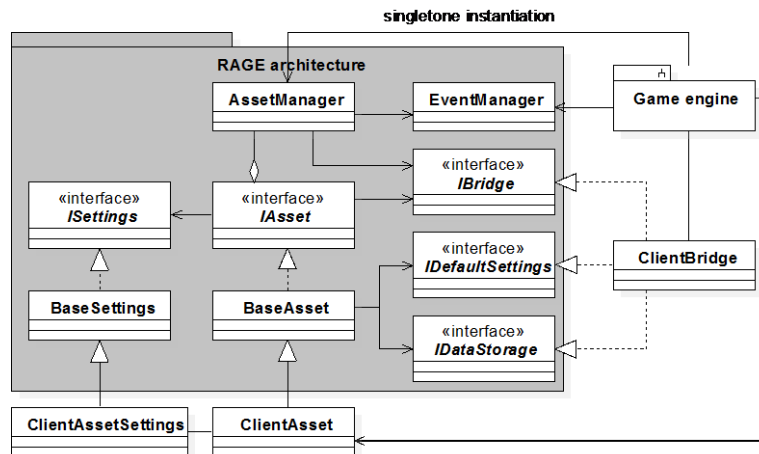 singletone instantiation
RAGE architecture
AssetManager
EventManager
Game engine
«interface»
IBridge
«interface»
ISettings
«interface»
IAsset
«interface»
IDefaultSettings
ClientBridge
BaseSettings
BaseAsset
«interface»
IDataStorage
ClientAssetSettings
ClientAsset